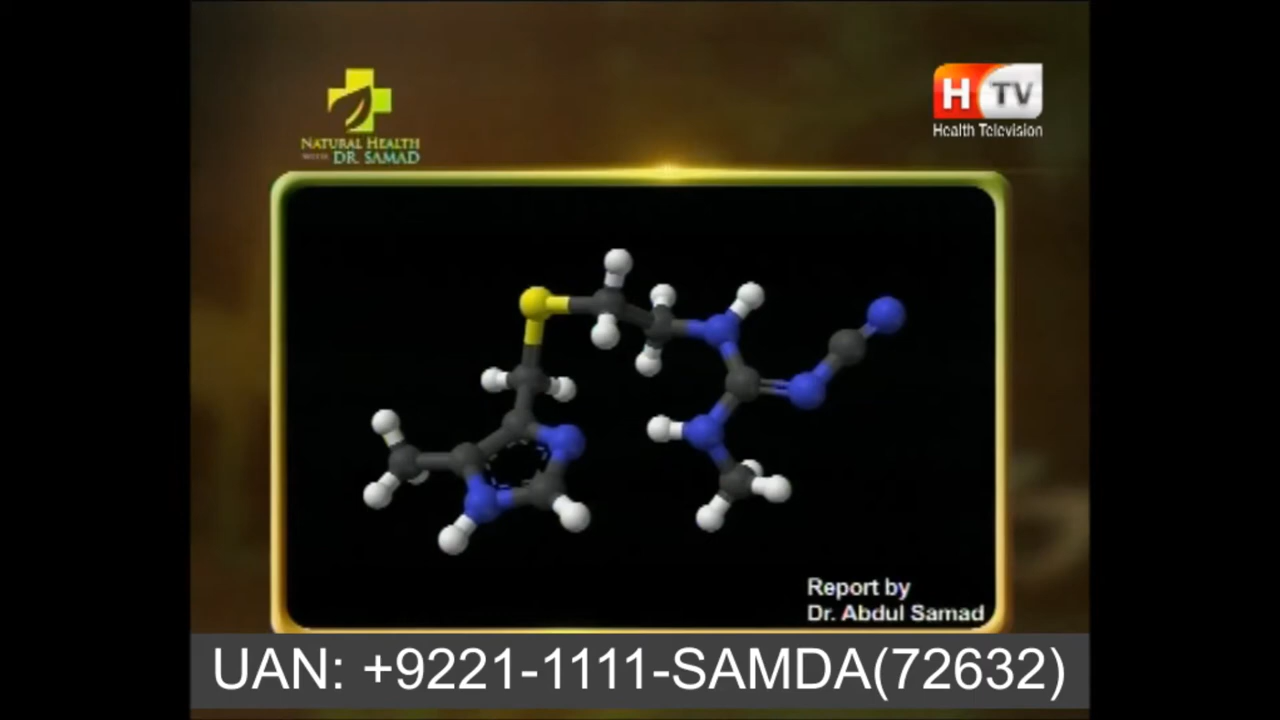 NATURAL HEALTH
WITH DR. SAMAD
H TV
Health Television
Report by
Dr. Abdul Samad
UAN: +9221-1111-SAMDA(72632)